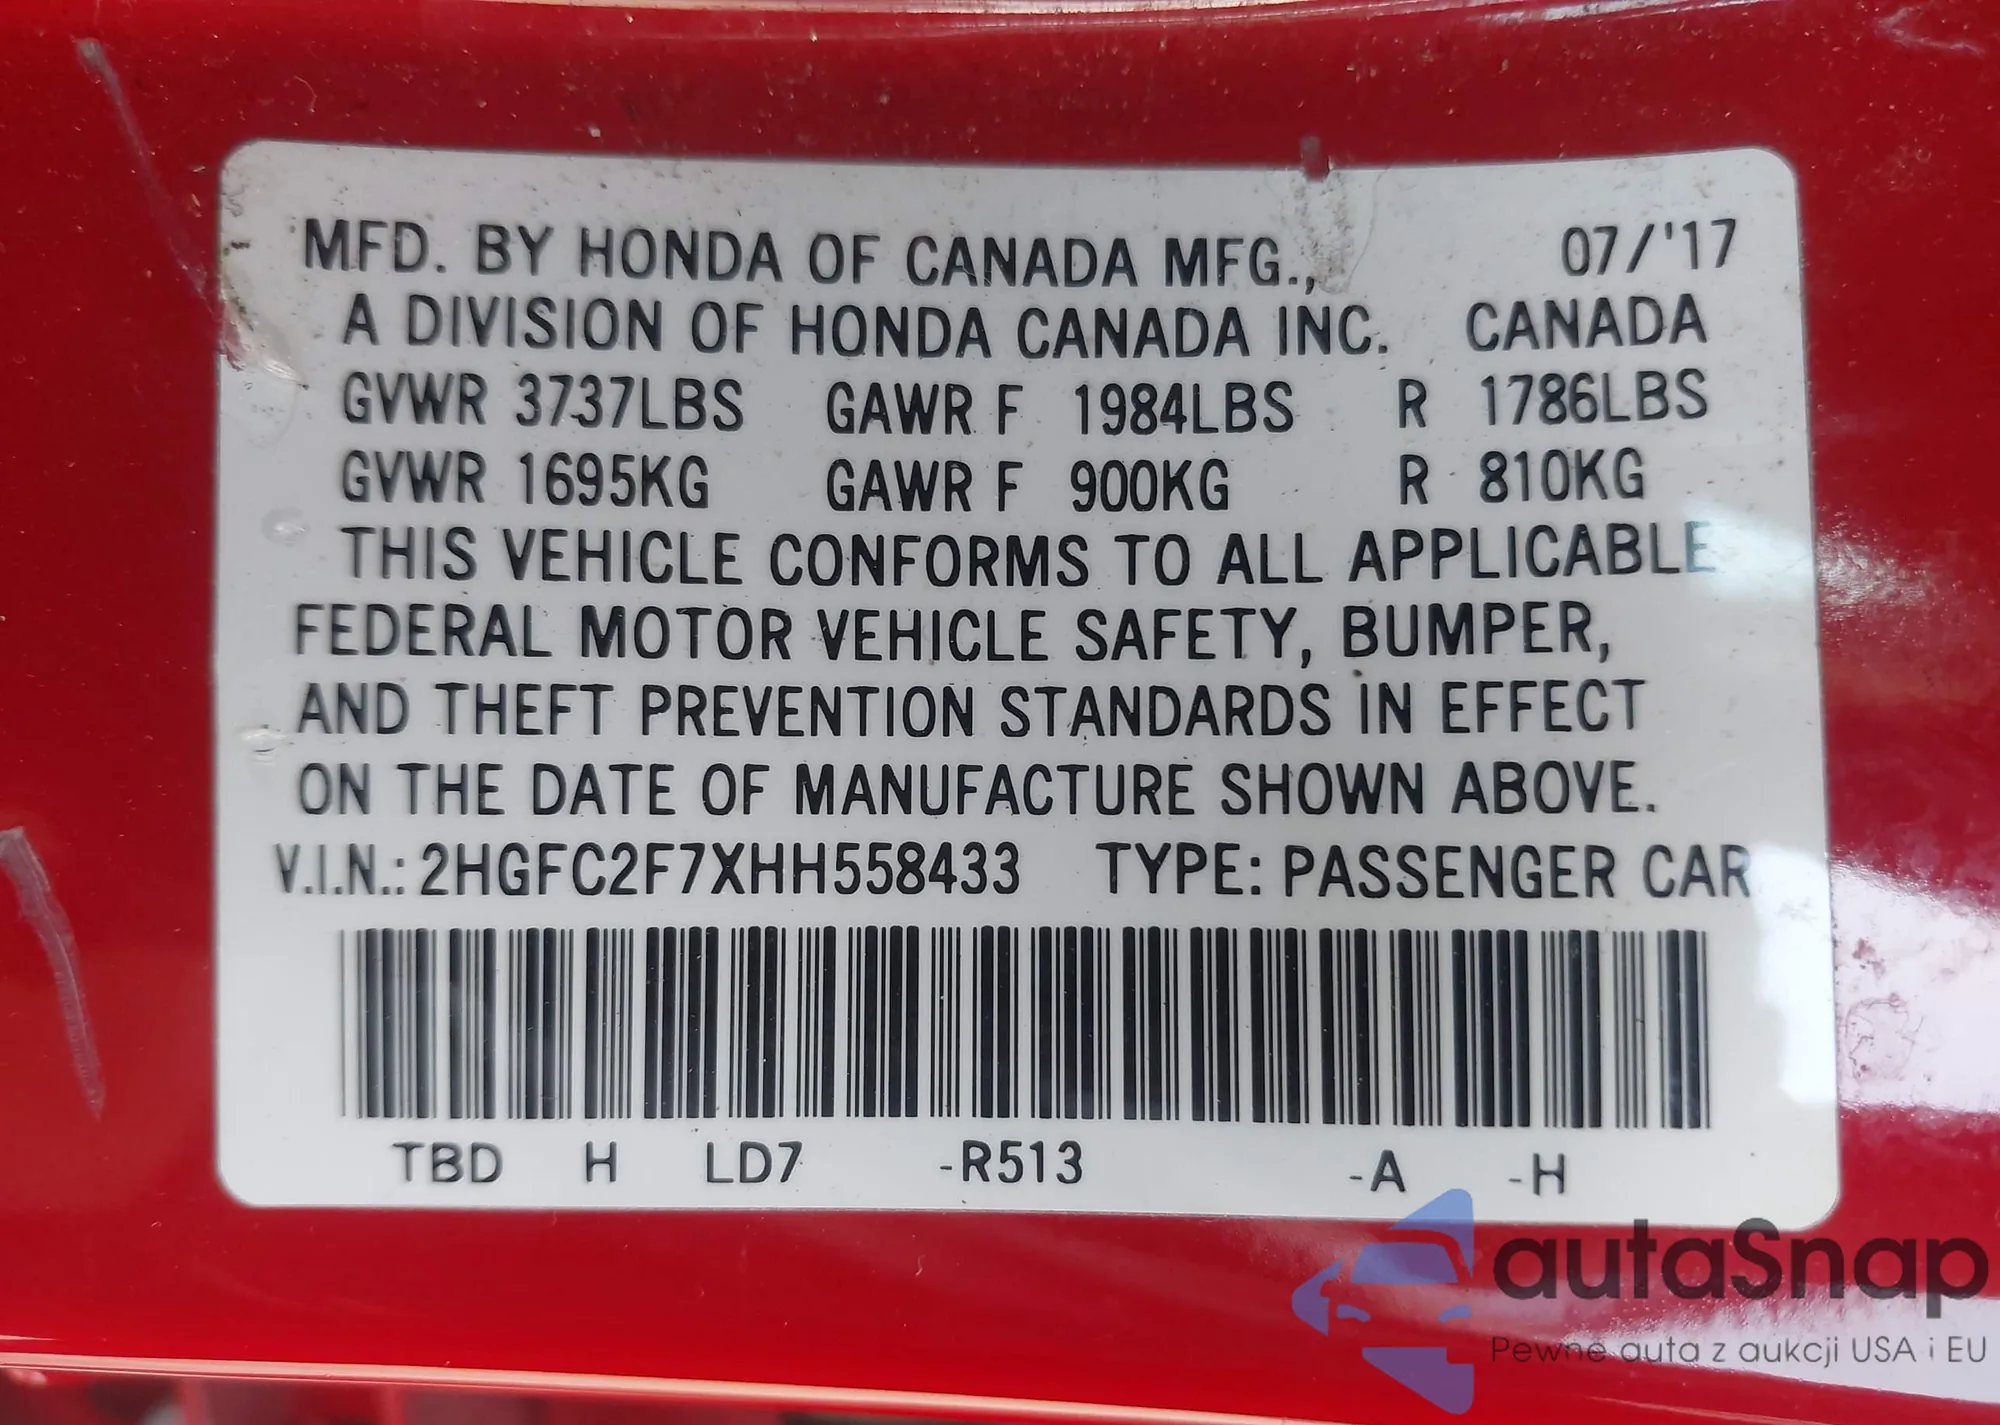 MFD. BY HONDA OF CANADA MFG., 07/'17
A DIVISION OF HONDA CANADA INC. CANADA
GVWR 3737LBS GAWR F 1984LBS R 1786LBS
GVWR 1695KG GAWR F 900KG R 810KG
THIS VEHICLE CONFORMS TO ALL APPLICABLE
FEDERAL MOTOR VEHICLE SAFETY, BUMPER,
AND THEFT PREVENTION STANDARDS IN EFFECT
ON THE DATE OF MANUFACTURE SHOWN ABOVE.
V.I.N.: 2HGFC2F7XHH558433 TYPE: PASSENGER CAR
TBD H LD7 -R513 -A -H
autaSnap
Pewne auta z aukcji USA i EU